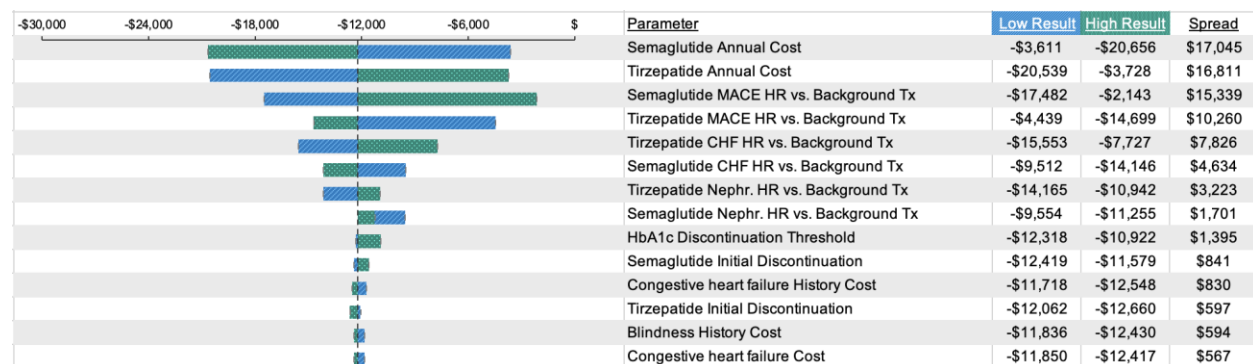 -$30,000 -$24,000 -$18,000 -$12,000 -$6,000 $ Parameter Low Result High Result Spread
Semaglutide Annual Cost -$3,611 -$20,656 $17,045
Tirzepatide Annual Cost -$20,539 -$3,728 $16,811
Semaglutide MACE HR vs. Background Tx -$17,482 -$2,143 $15,339
Tirzepatide MACE HR vs. Background Tx -$4,439 -$14,699 $10,260
Tirzepatide CHF HR vs. Background Tx -$15,553 -$7,727 $7,826
Semaglutide CHF HR vs. Background Tx -$9,512 -$14,146 $4,634
Tirzepatide Nephr. HR vs. Background Tx -$14,165 -$10,942 $3,223
Semaglutide Nephr. HR vs. Background Tx -$9,554 -$11,255 $1,701
HbA1c Discontinuation Threshold -$12,318 -$10,922 $1,395
Semaglutide Initial Discontinuation -$12,419 -$11,579 $841
Congestive heart failure History Cost -$11,718 -$12,548 $830
Tirzepatide Initial Discontinuation -$12,062 -$12,660 $597
Blindness History Cost -$11,836 -$12,430 $594
Congestive heart failure Cost -$11,850 -$12,417 $567